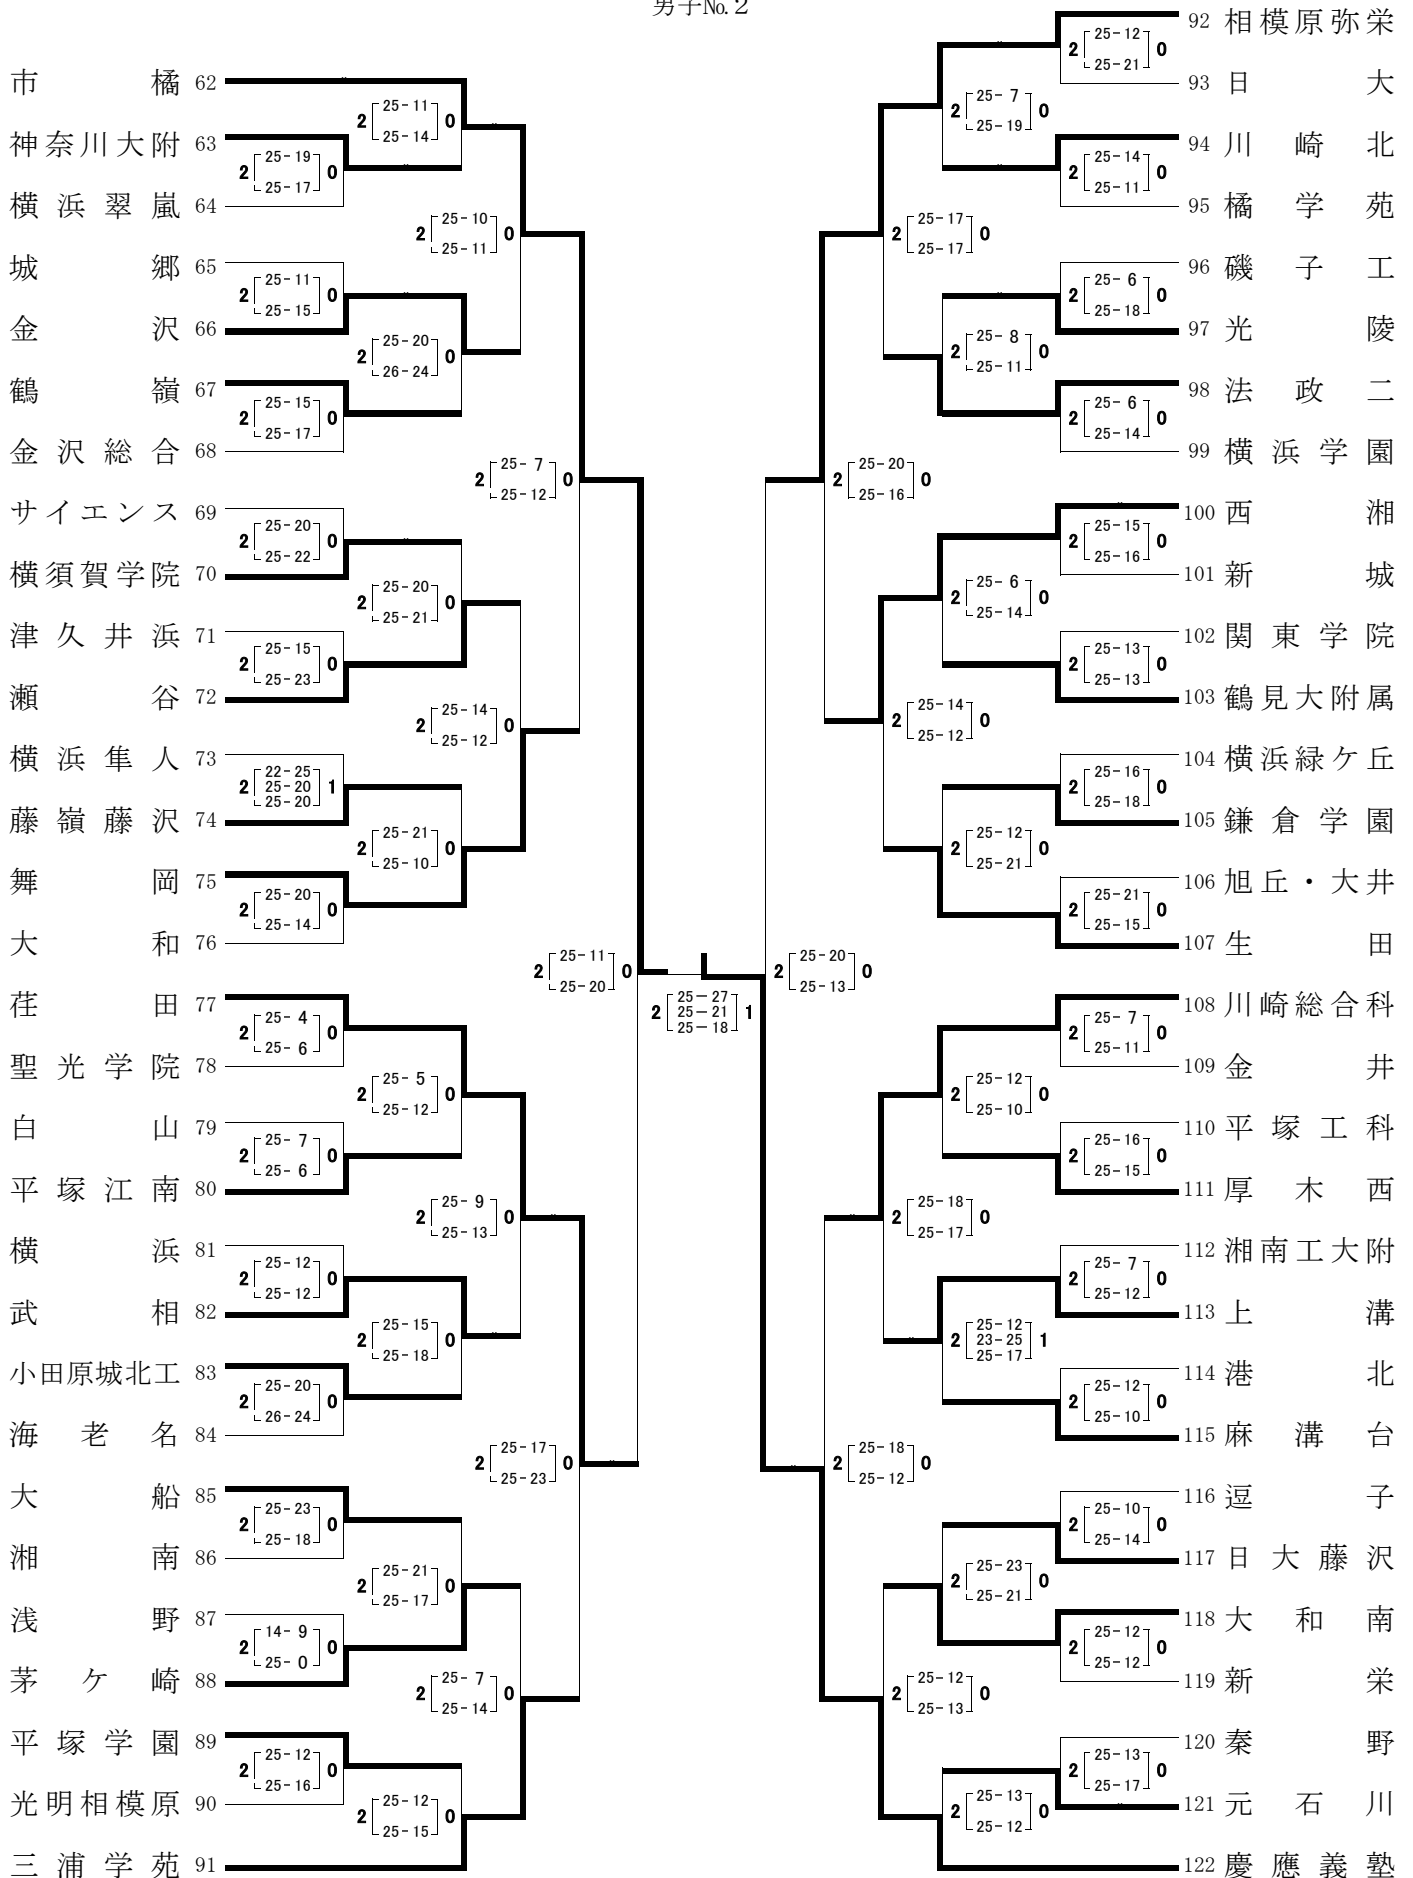 男子No.2
市橘 62
神奈川大附 63
横浜翠嵐 64
城郷 65
金沢 66
鶴嶺 67
金沢総合 68
サイエンス 69
横須賀学院 70
津久井浜 71
瀬谷 72
横浜隼人 73
藤嶺藤沢 74
舞岡 75
大和 76
荏田 77
聖光学院 78
白山 79
平塚江南 80
横浜 81
武相 82
小田原城北工 83
海老名 84
大船 85
湘南 86
浅野 87
茅ケ崎 88
平塚学園 89
光明相模原 90
三浦学苑 91
2 25-19 0
25-17
2 25-11 0
25-15
2 25-15 0
25-17
2 25-20 0
25-22
2 25-15 0
25-23
2 22-25 1
25-20
25-20
2 25-20 0
25-14
2 25-4 0
25-6
2 25-7 0
25-6
2 25-12 0
25-12
2 25-20 0
26-24
2 25-23 0
25-18
2 14-9 0
25-0
2 25-12 0
25-16
2 25-11 0
25-14
2 25-20 0
26-24
2 25-20 0
25-21
2 25-21 0
25-10
2 25-5 0
25-12
2 25-15 0
25-18
2 25-21 0
25-17
2 25-12 0
25-15
2 25-10 0
25-11
2 25-14 0
25-12
2 25-9 0
25-13
2 25-7 0
25-14
2 25-7 0
25-12
2 25-17 0
25-23
2 25-11 0
25-20
2 25-27 1
25-21
25-18
2 25-20 0
25-13
2 25-20 0
25-16
2 25-18 0
25-12
2 25-17 0
25-17
2 25-14 0
25-12
2 25-18 0
25-17
2 25-12 0
25-13
2 25-7 0
25-19
2 25-8 0
25-11
2 25-6 0
25-14
2 25-12 0
25-21
2 25-12 0
25-10
2 25-12 1
23-25
25-17
2 25-23 0
25-21
2 25-13 0
25-12
2 25-12 0
25-21
2 25-14 0
25-11
2 25-6 0
25-18
2 25-6 0
25-14
2 25-15 0
25-16
2 25-13 0
25-13
2 25-16 0
25-18
2 25-21 0
25-15
2 25-7 0
25-11
2 25-16 0
25-15
2 25-7 0
25-12
2 25-12 0
25-10
2 25-10 0
25-14
2 25-12 0
25-12
2 25-13 0
25-17
92 相模原弥栄
93 日大
94 川崎北
95 橘学苑
96 磯子工
97 光陵
98 法政二
99 横浜学園
100 西湘
101 新城
102 関東学院
103 鶴見大附属
104 横浜緑ケ丘
105 鎌倉学園
106 旭丘・大井
107 生田
108 川崎総合科
109 金井
110 平塚工科
111 厚木西
112 湘南工大附
113 上溝
114 港北
115 麻溝台
116 逗子
117 日大藤沢
118 大和南
119 新栄
120 秦野
121 元石川
122 慶應義塾